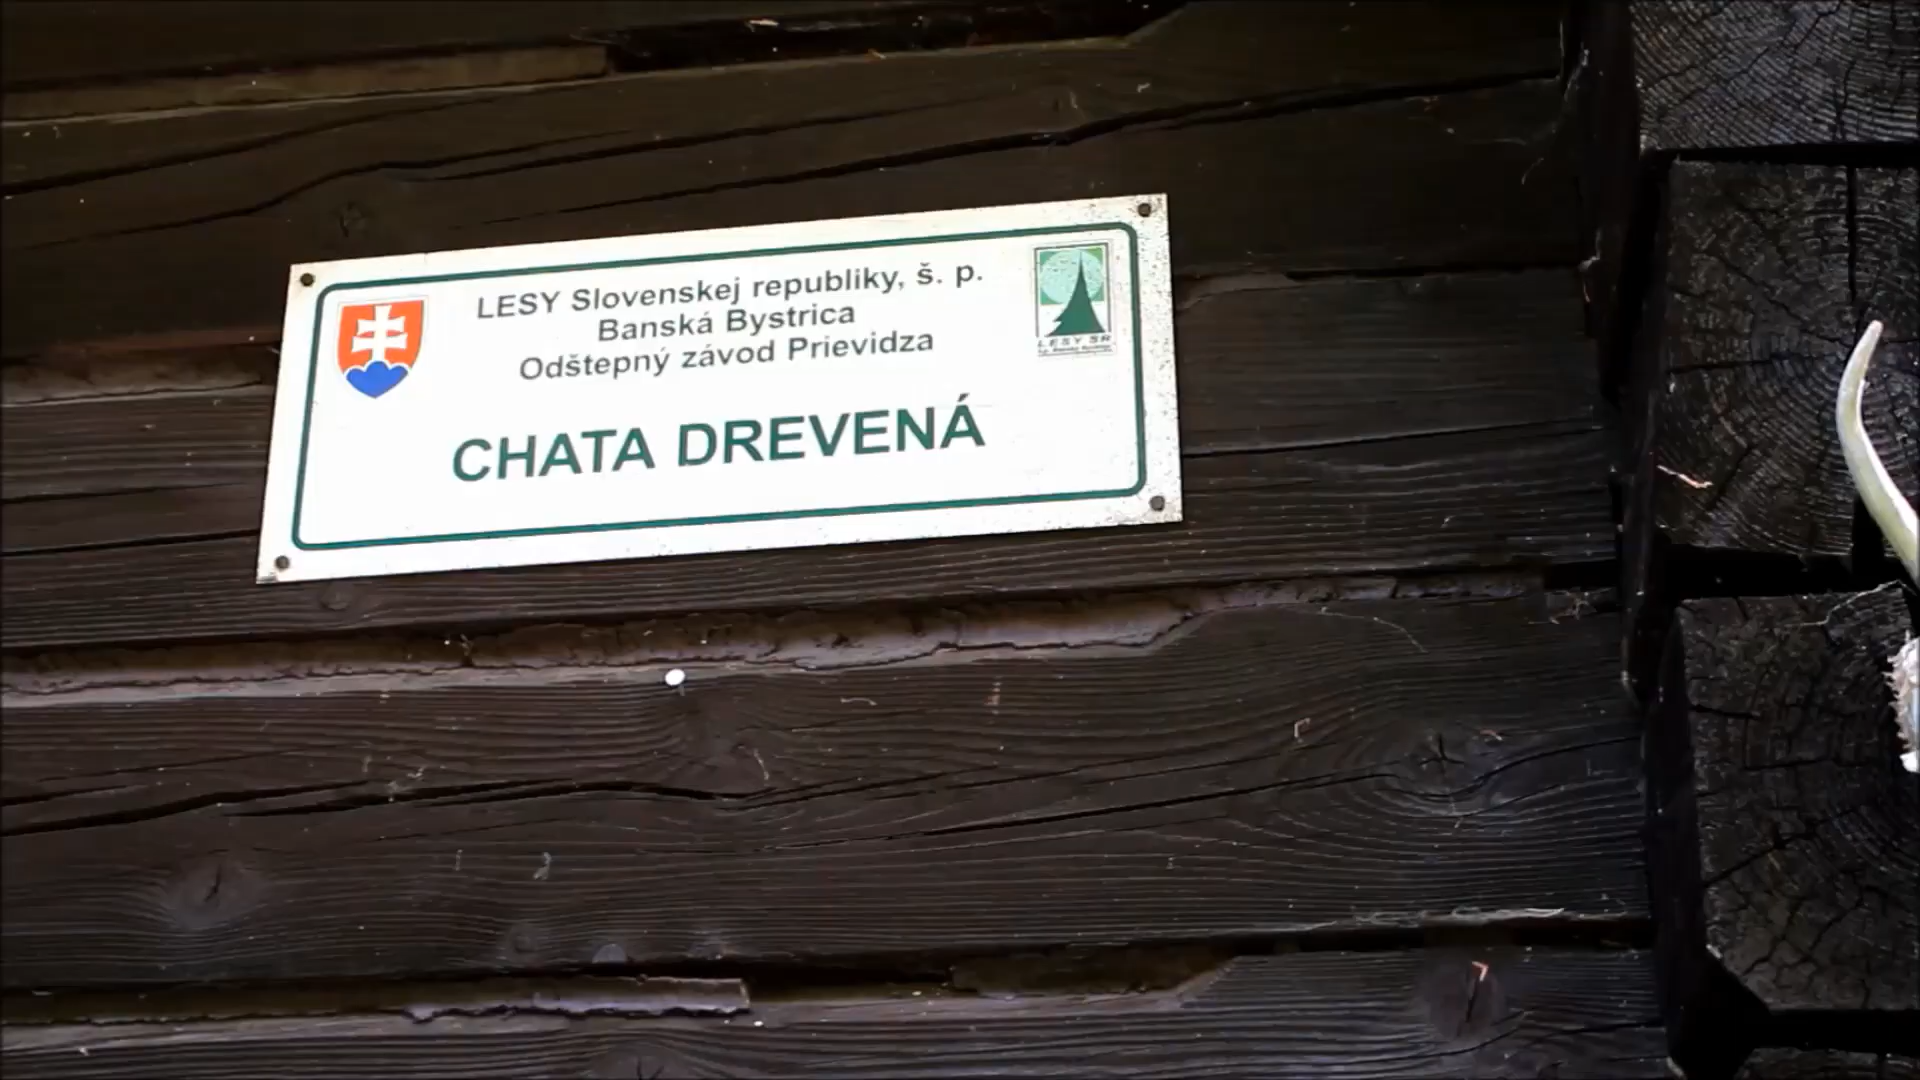 LESY Slovenskej republiky, š. p.
Banská Bystrica
Odštepný závod Prievidza
LESY SR
CHATA DREVENÁ